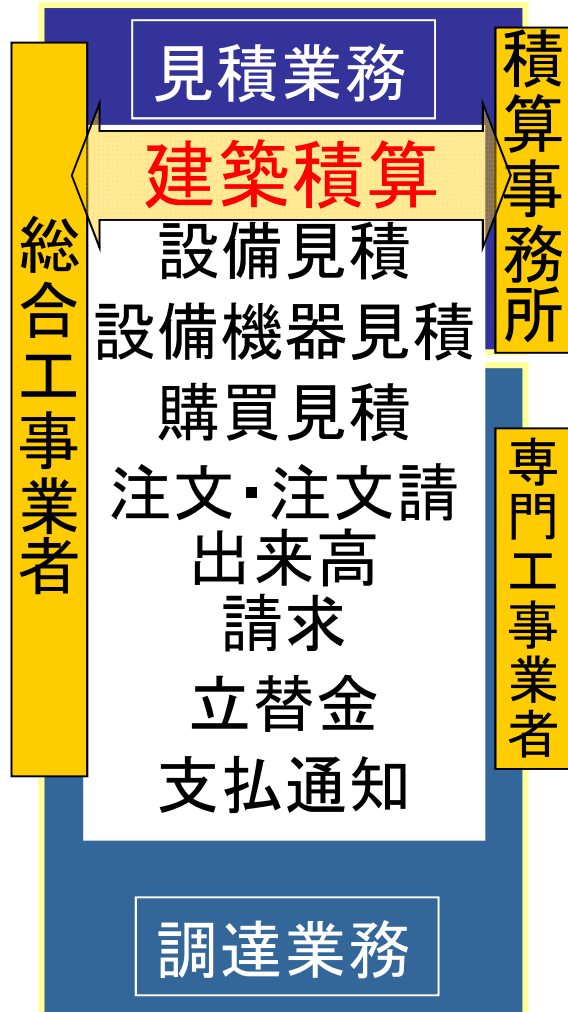 見積業務
積算事務所
建築積算
総合工事業者
設備見積
設備機器見積
購買見積
注文・注文請
出来高
請求
立替金
支払通知
専門工事業者
調達業務